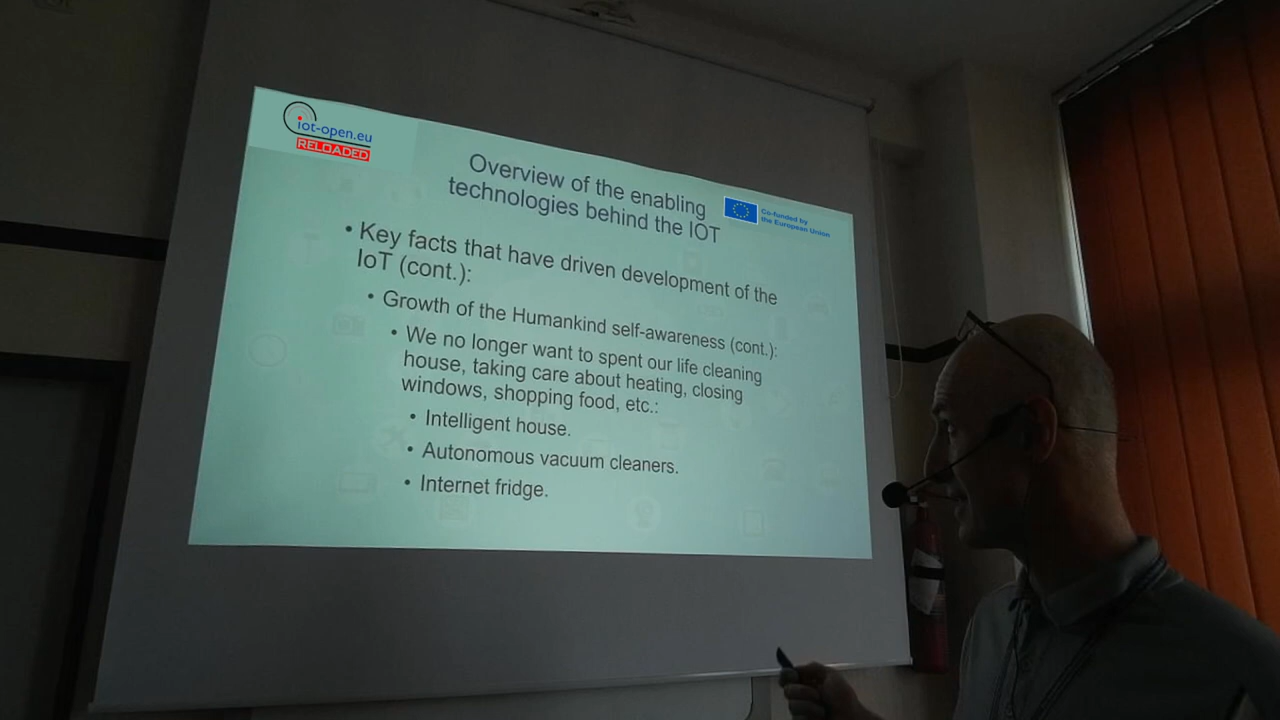 iot-open.eu
RELOADED
Overview of the enabling
technologies behind the IOT
Co-funded by
the European Union
• Key facts that have driven development of the
IoT (cont.):
• Growth of the Humankind self-awareness (cont.):
• We no longer want to spent our life cleaning
house, taking care about heating, closing
windows, shopping food, etc.:
• Intelligent house.
• Autonomous vacuum cleaners.
• Internet fridge.